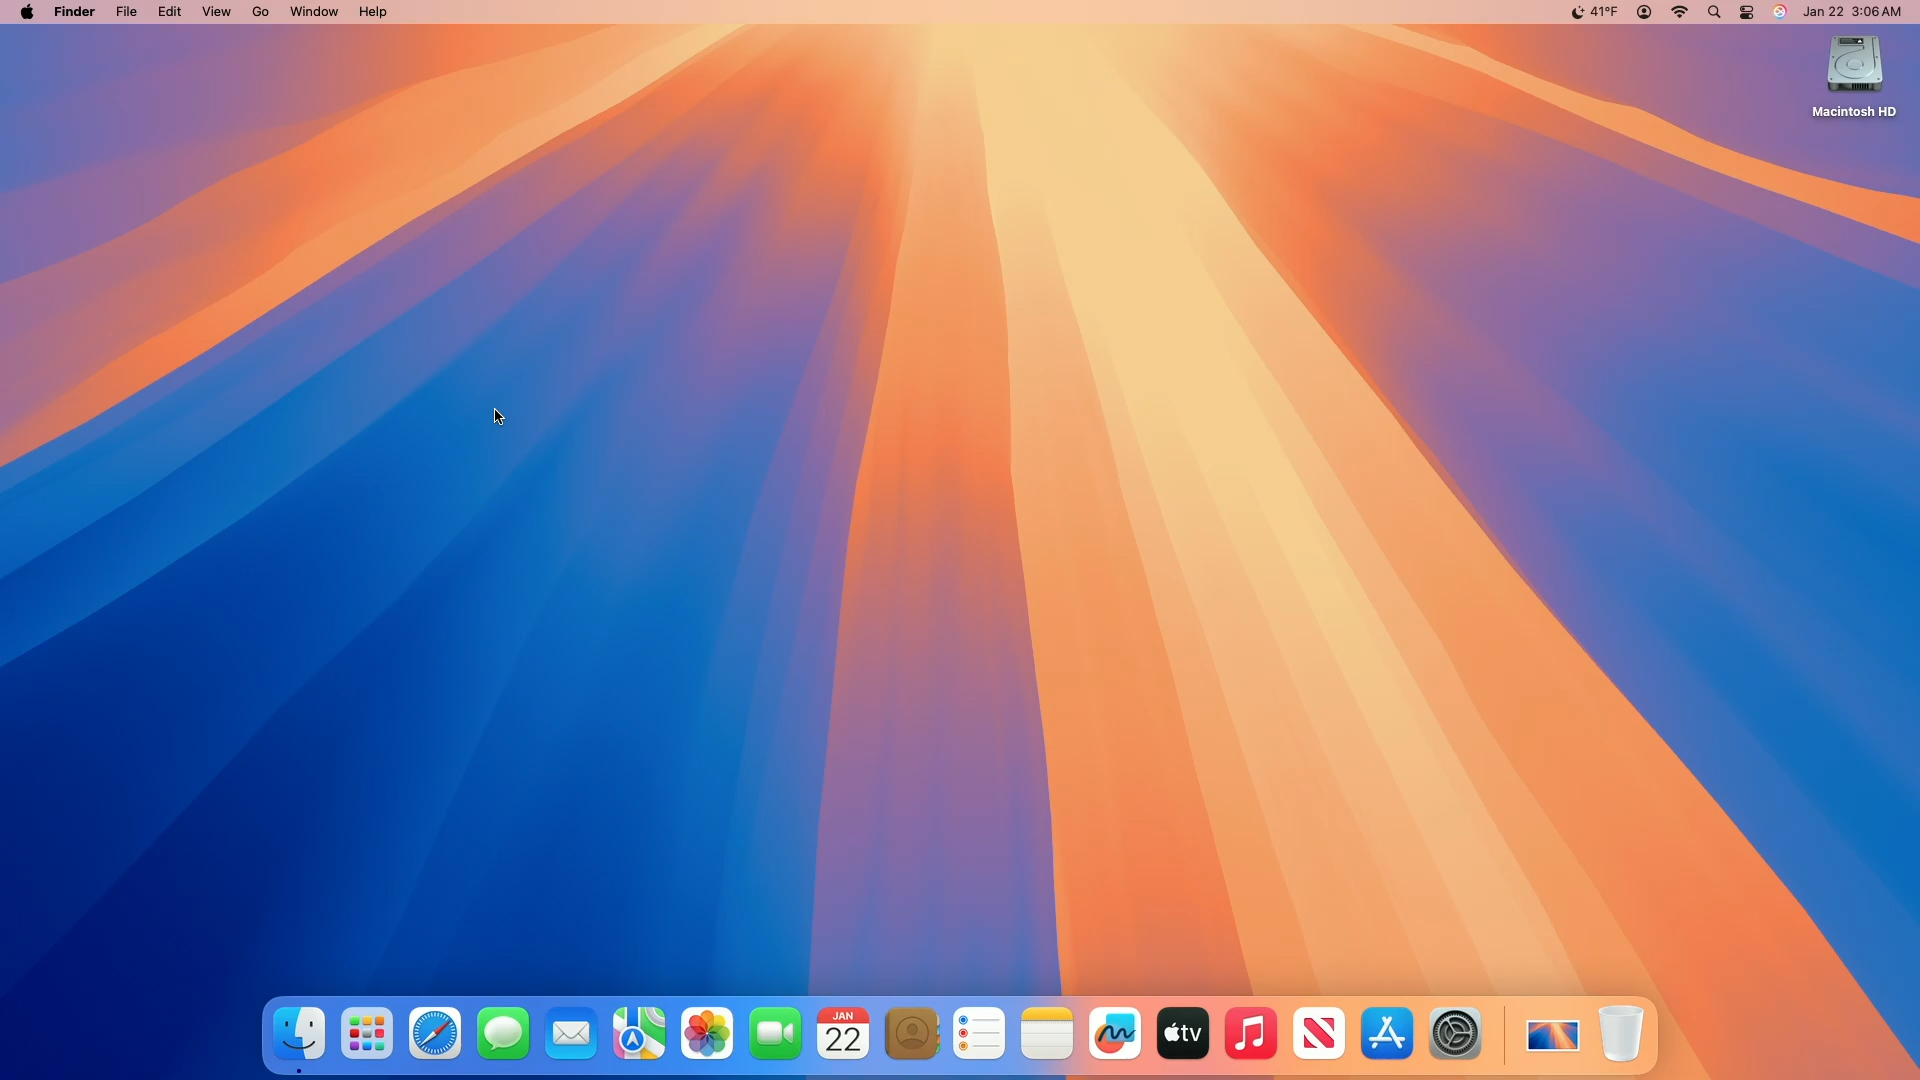 Finder File Edit View Go Window Help 41°F Jan 22 3:06 AM
Macintosh HD
JAN
22
tv